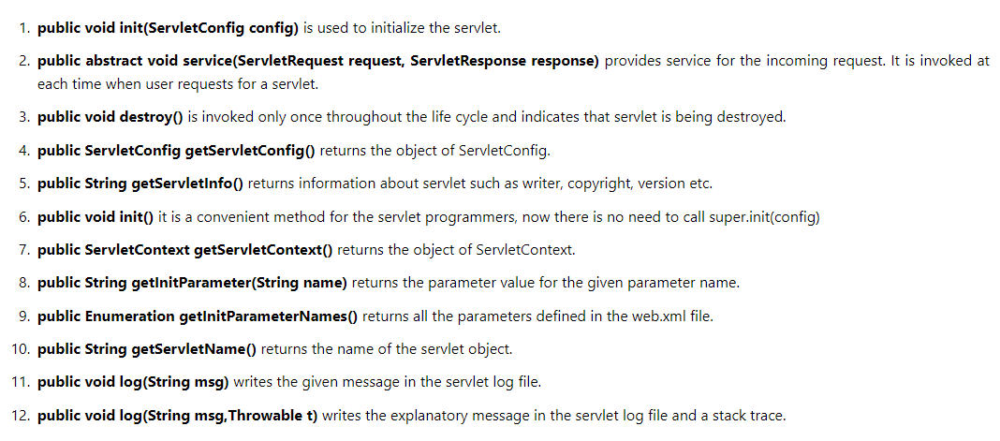 1. public void init(ServletConfig config) is used to initialize the servlet.
2. public abstract void service(ServletRequest request, ServletResponse response) provides service for the incoming request. It is invoked at
each time when user requests for a servlet.
3. public void destroy() is invoked only once throughout the life cycle and indicates that servlet is being destroyed.
4. public ServletConfig getServletConfig() returns the object of ServletConfig.
5. public String getServletInfo() returns information about servlet such as writer, copyright, version etc.
6. public void init() it is a convenient method for the servlet programmers, now there is no need to call super.init(config)
7. public ServletContext getServletContext() returns the object of ServletContext.
8. public String getInitParameter(String name) returns the parameter value for the given parameter name.
9. public Enumeration getInitParameterNames() returns all the parameters defined in the web.xml file.
10. public String getServletName() returns the name of the servlet object.
11. public void log(String msg) writes the given message in the servlet log file.
12. public void log(String msg,Throwable t) writes the explanatory message in the servlet log file and a stack trace.